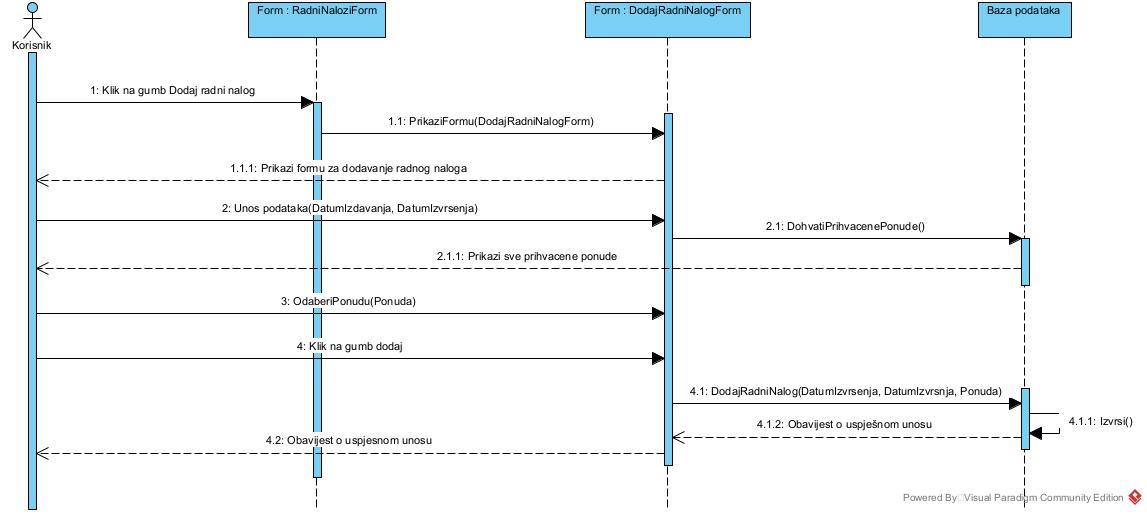 Form : RadniNaloziForm
Form : DodajRadniNalogForm
Baza podataka
Korisnik
1: Klik na gumb Dodaj radni nalog
1.1: PrikaziFormu(DodajRadniNalogForm)
1.1.1: Prikazi formu za dodavanje radnog naloga
2: Unos podataka(DatumIzdavanja, DatumIzvrsenja)
2.1: DohvatiPrihvacenePonude()
2.1.1: Prikazi sve prihvacene ponude
3: OdaberiPonudu(Ponuda)
4: Klik na gumb dodaj
4.1: DodajRadniNalog(DatumIzvrsenja, DatumIzvrsnja, Ponuda)
4.1.1: Izvrsi()
4.1.2: Obavijest o uspješnom unosu
4.2: Obavijest o uspjesnom unosu
Powered By Visual Paradigm Community Edition